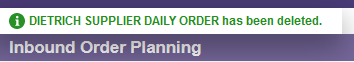 DIETRICH SUPPLIER DAILY ORDER has been deleted.
Inbound Order Planning